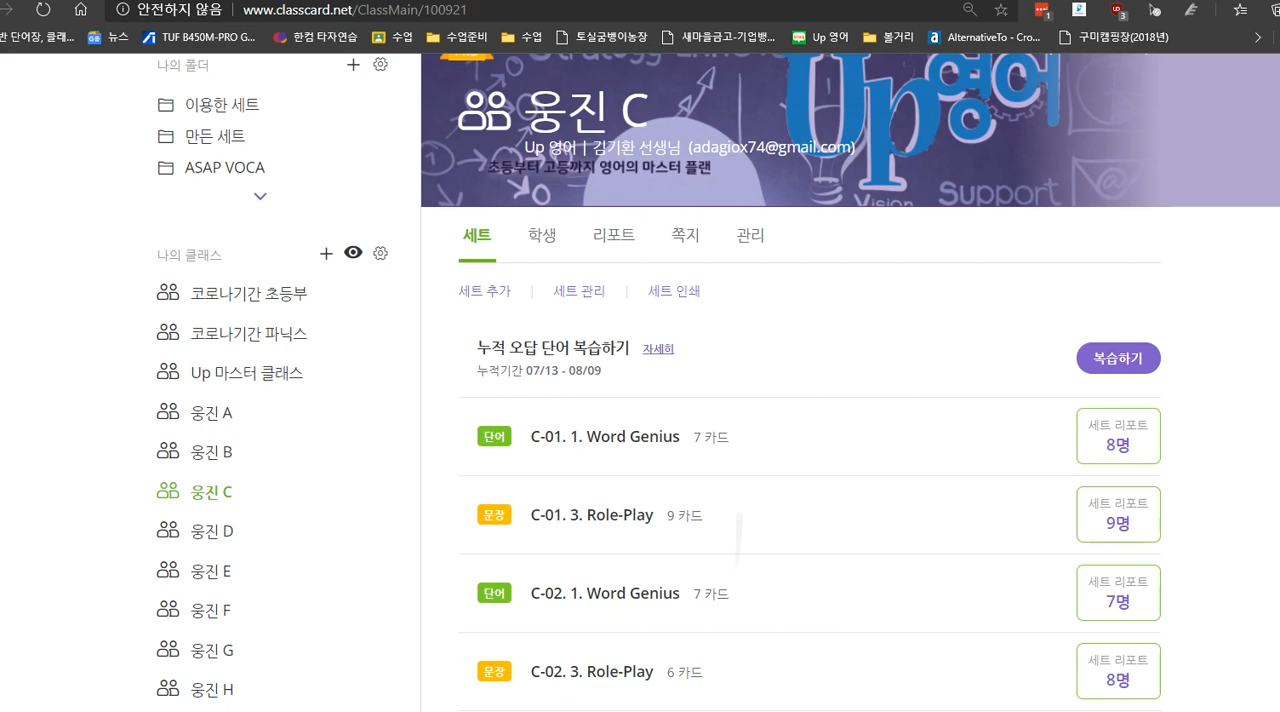 안전하지 않음 | www.classcard.net/ClassMain/100921
1
3
반 단어장, 클래... 뉴스 TUF B450M-PRO G... 한컴 타자연습 수업 수업준비 수업 토실공병이농장 새마을금고-기업뱅... Up 영어 볼거리 AlternativeTo - Cro... 구미캠핑장(2018년)
나의 폴더
이용한 세트
만든 세트
ASAP VOCA
나의 클래스
코로나기간 초등부
코로나기간 파닉스
Up 마스터 클래스
웅진 A
웅진 B
웅진 C
웅진 D
웅진 E
웅진 F
웅진 G
웅진 H
Strategy
Up영어
웅진 C
Up 영어 | 김기환 선생님 (adagiox74@gmail.com)
초등부터 고등까지 영어의 마스터 플랜
Support
Vision
세트 학생 리포트 쪽지 관리
세트 추가 | 세트 관리 | 세트 인쇄
누적 오답 단어 복습하기 자세히
누적기간 07/13 - 08/09
복습하기
단어 C-01. 1. Word Genius 7 카드
세트 리포트
8명
문장 C-01. 3. Role-Play 9 카드
세트 리포트
9명
단어 C-02. 1. Word Genius 7 카드
세트 리포트
7명
문장 C-02. 3. Role-Play 6 카드
세트 리포트
8명